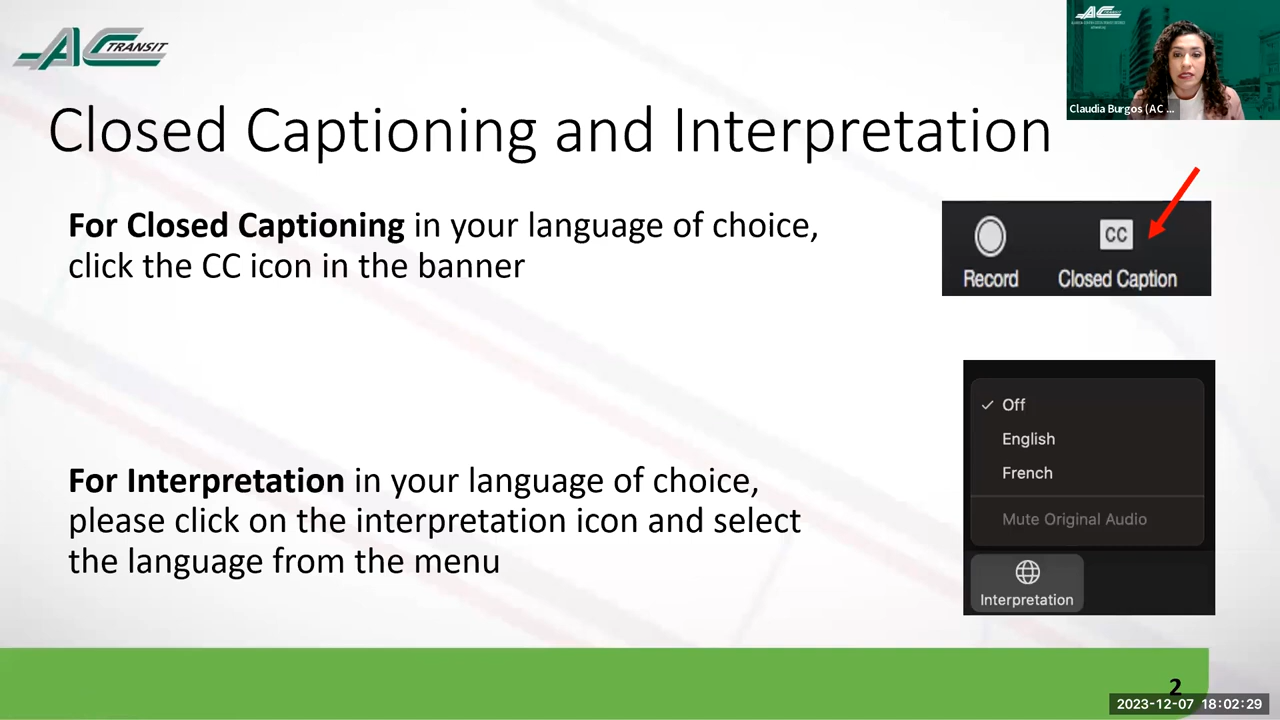 AC TRANSIT
Closed Captioning and Interpretation
AC
Claudia Burgos (AC ...
For Closed Captioning in your language of choice,
click the CC icon in the banner
CC
Record
Closed Caption
Off
English
French
Mute Original Audio
Interpretation
For Interpretation in your language of choice,
please click on the interpretation icon and select
the language from the menu
2
2023-12-07 18:02:29